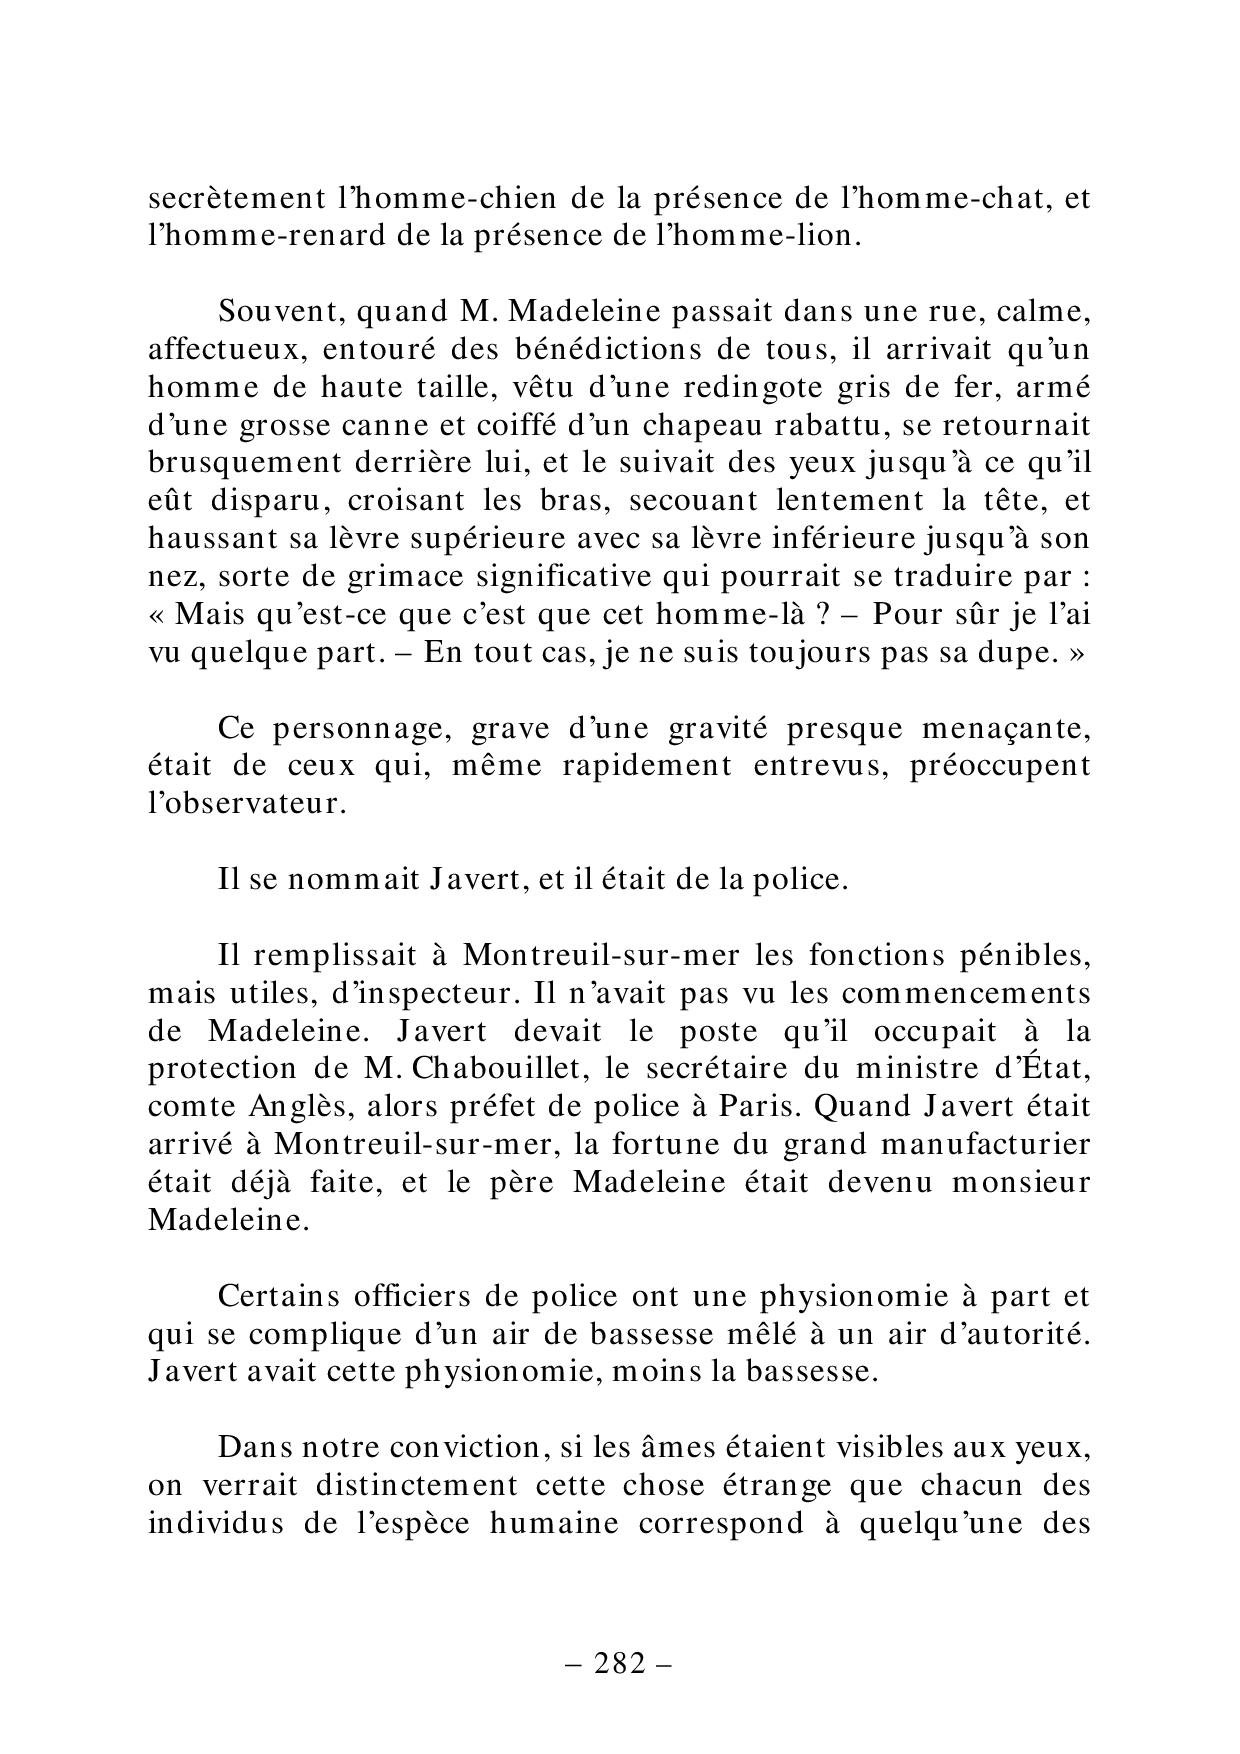 secrètement l’homme-chien de la présence de l’homme-chat, et
l’homme-renard de la présence de l’homme-lion.
Souvent, quand M. Madeleine passait dans une rue, calme,
affectueux, entouré des bénédictions de tous, il arrivait qu’un
homme de haute taille, vêtu d’une redingote gris de fer, armé
d’une grosse canne et coiffé d’un chapeau rabattu, se retournait
brusquement derrière lui, et le suivait des yeux jusqu’à ce qu’il
eût disparu, croisant les bras, secouant lentement la tête, et
haussant sa lèvre supérieure avec sa lèvre inférieure jusqu’à son
nez, sorte de grimace significative qui pourrait se traduire par :
« Mais qu’est-ce que c’est que cet homme-là ? – Pour sûr je l’ai
vu quelque part. – En tout cas, je ne suis toujours pas sa dupe. »
Ce personnage, grave d’une gravité presque menaçante,
était de ceux qui, même rapidement entrevus, préoccupent
l’observateur.
Il se nommait Javert, et il était de la police.
Il remplissait à Montreuil-sur-mer les fonctions pénibles,
mais utiles, d’inspecteur. Il n’avait pas vu les commencements
de Madeleine. Javert devait le poste qu’il occupait à la
protection de M. Chabouillet, le secrétaire du ministre d’État,
comte Anglès, alors préfet de police à Paris. Quand Javert était
arrivé à Montreuil-sur-mer, la fortune du grand manufacturier
était déjà faite, et le père Madeleine était devenu monsieur
Madeleine.
Certains officiers de police ont une physionomie à part et
qui se complique d’un air de bassesse mêlé à un air d’autorité.
Javert avait cette physionomie, moins la bassesse.
Dans notre conviction, si les âmes étaient visibles aux yeux,
on verrait distinctement cette chose étrange que chacun des
individus de l’espèce humaine correspond à quelqu’une des
– 282 –